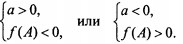 {a > 0, или {a < 0,
{f(A) < 0, {f(A) > 0.